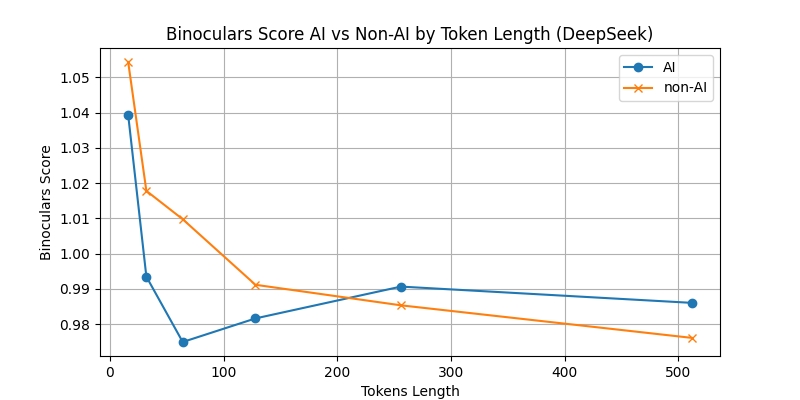 Binoculars Score AI vs Non-AI by Token Length (DeepSeek)
AI
non-AI
1.05
1.04
1.03
1.02
1.01
1.00
0.99
0.98
Binoculars Score
0 100 200 300 400 500
Tokens Length